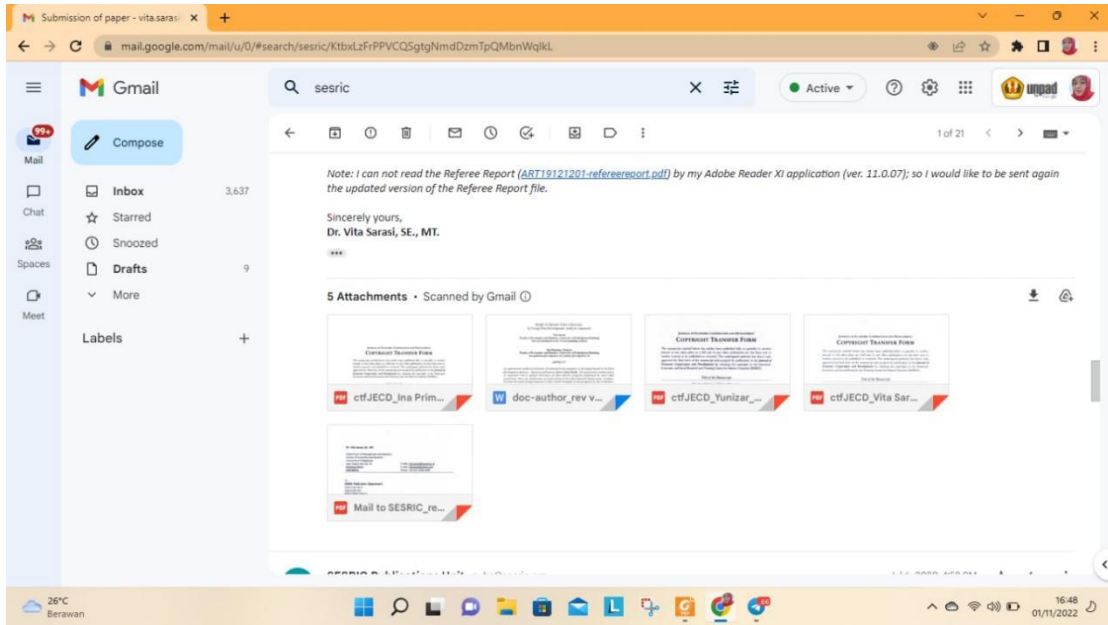 Submission of paper - vita.saras
mail.google.com/mail/u/0/#search/sesric/KtbxLzFrPPVCQSgtgNmdDzmTpQMbnWqlkL
Gmail
sesric
Active
unpad
99+
Mail
Compose
1 of 21
Chat
Spaces
Meet
Inbox 3,637
Starred
Snoozed
Drafts 9
More
Labels
Note: I can not read the Referee Report (ART19121201-refereereport.pdf) by my Adobe Reader XI application (ver. 11.0.07); so I would like to be sent again
the updated version of the Referee Report file.
Sincerely yours,
Dr. Vita Sarasi, SE., MT.
5 Attachments • Scanned by Gmail
COPYRIGHT TRANSFER FORM
COPYRIGHT TRANSFER FORM
COPYRIGHT TRANSFER FORM
PDF ctfJECD_Ina Prim...
W doc-author_rev v...
PDF ctfJECD_Yunizar_...
PDF ctfJECD_Vita Sar...
PDF Mail to SESRIC_re...
26°C
Berawan
16:48
01/11/2022